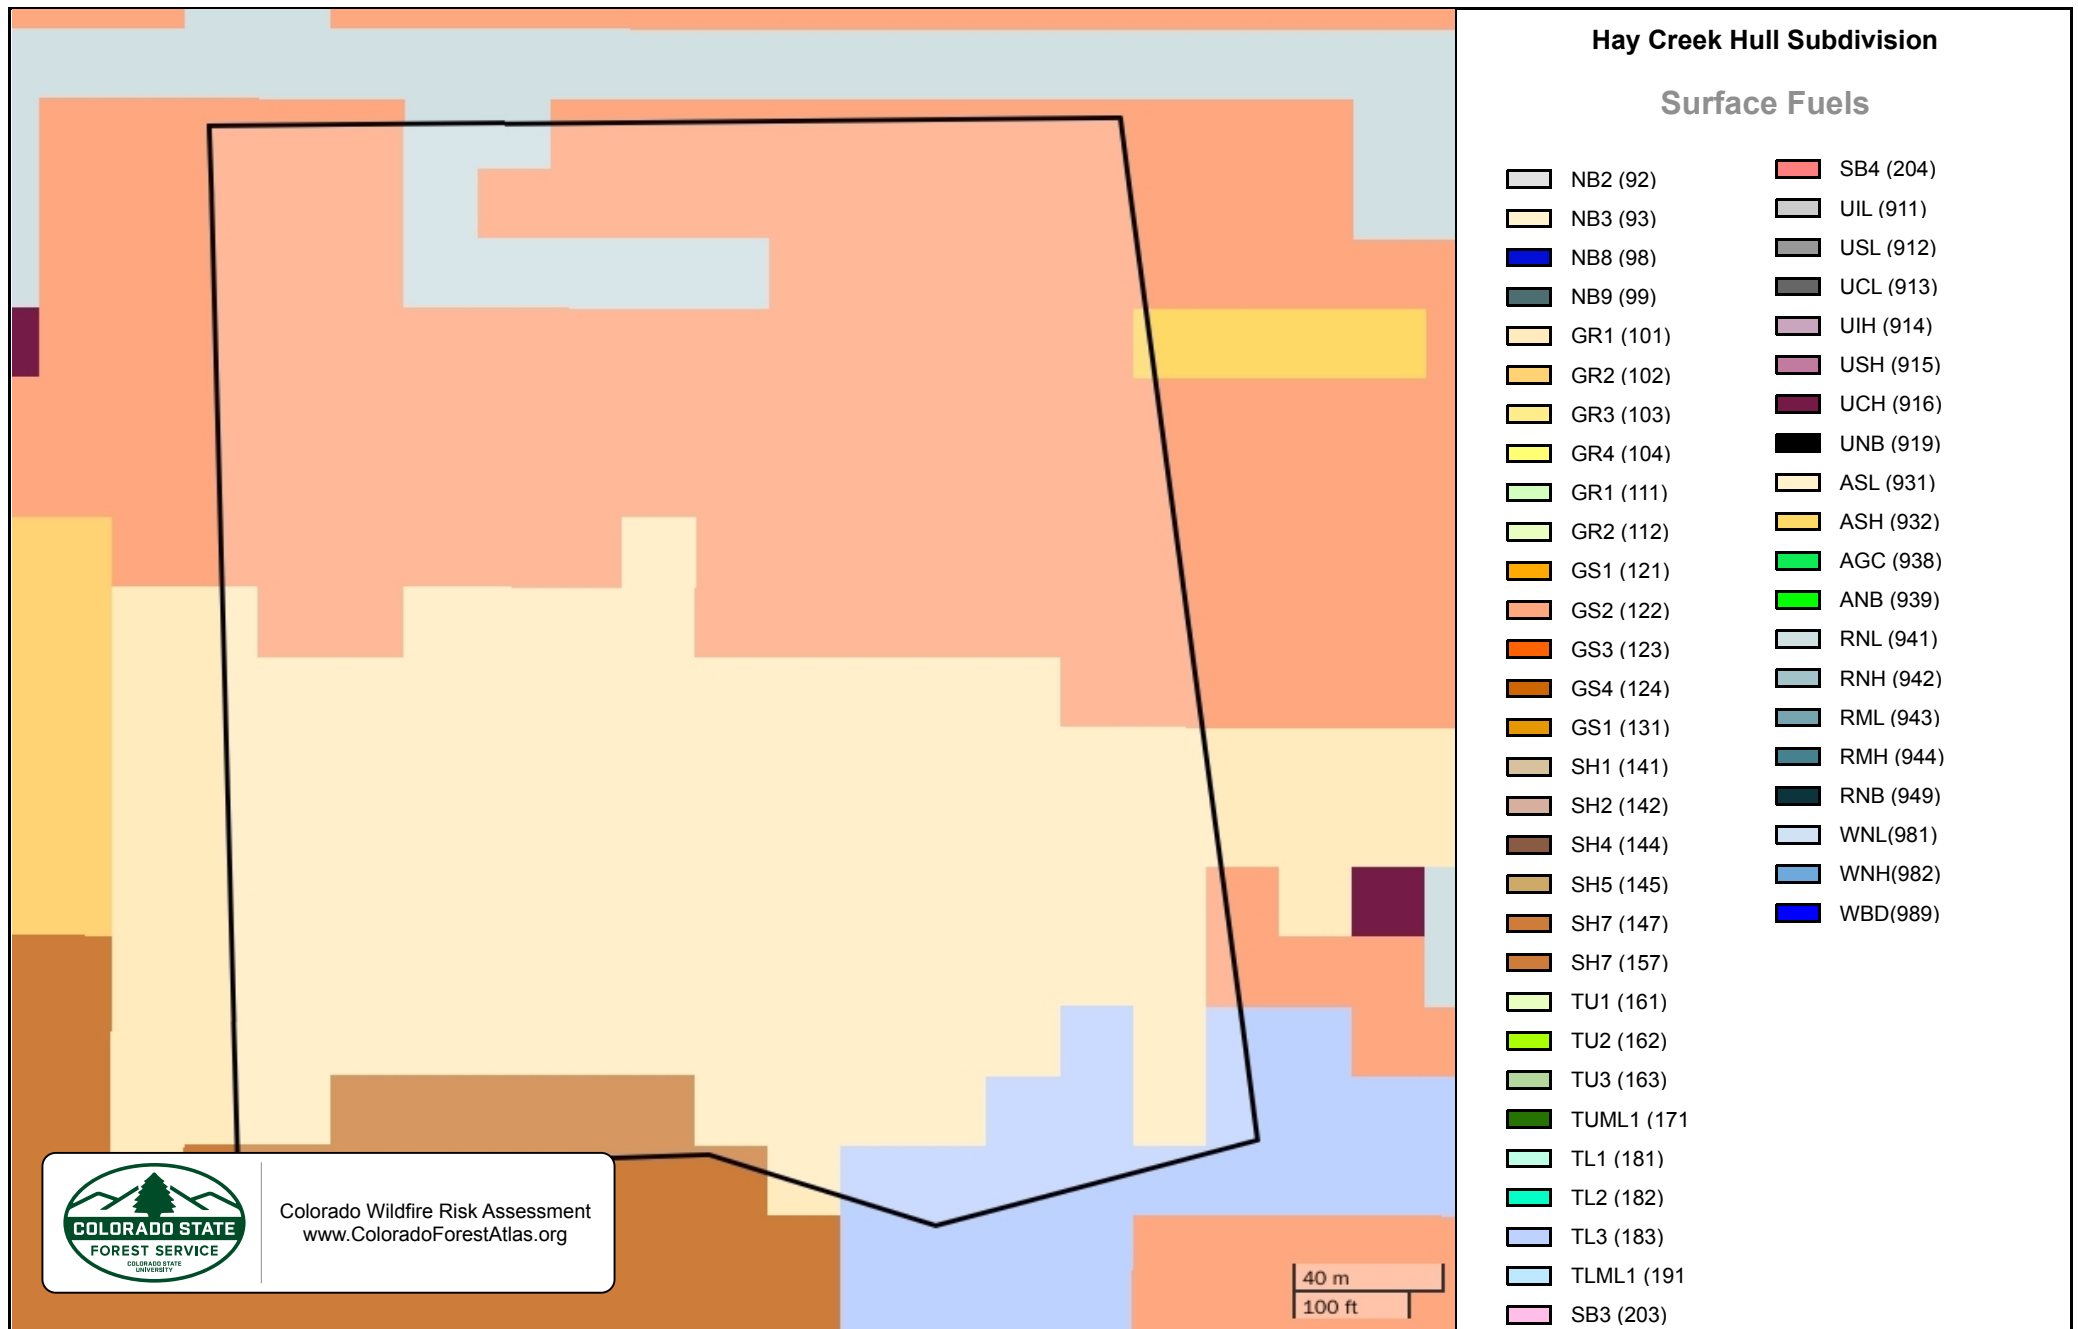 Hay Creek Hull Subdivision
Surface Fuels
NB2 (92)
NB3 (93)
NB8 (98)
NB9 (99)
GR1 (101)
GR2 (102)
GR3 (103)
GR4 (104)
GR1 (111)
GR2 (112)
GS1 (121)
GS2 (122)
GS3 (123)
GS4 (124)
GS1 (131)
SH1 (141)
SH2 (142)
SH4 (144)
SH5 (145)
SH7 (147)
SH7 (157)
TU1 (161)
TU2 (162)
TU3 (163)
TUML1 (171
TL1 (181)
TL2 (182)
TL3 (183)
TLML1 (191
SB3 (203)
SB4 (204)
UIL (911)
USL (912)
UCL (913)
UIH (914)
USH (915)
UCH (916)
UNB (919)
ASL (931)
ASH (932)
AGC (938)
ANB (939)
RNL (941)
RNH (942)
RML (943)
RMH (944)
RNB (949)
WNL(981)
WNH(982)
WBD(989)
COLORADO STATE
FOREST SERVICE
COLORADO STATE
UNIVERSITY
Colorado Wildfire Risk Assessment
www.ColoradoForestAtlas.org
40 m
100 ft